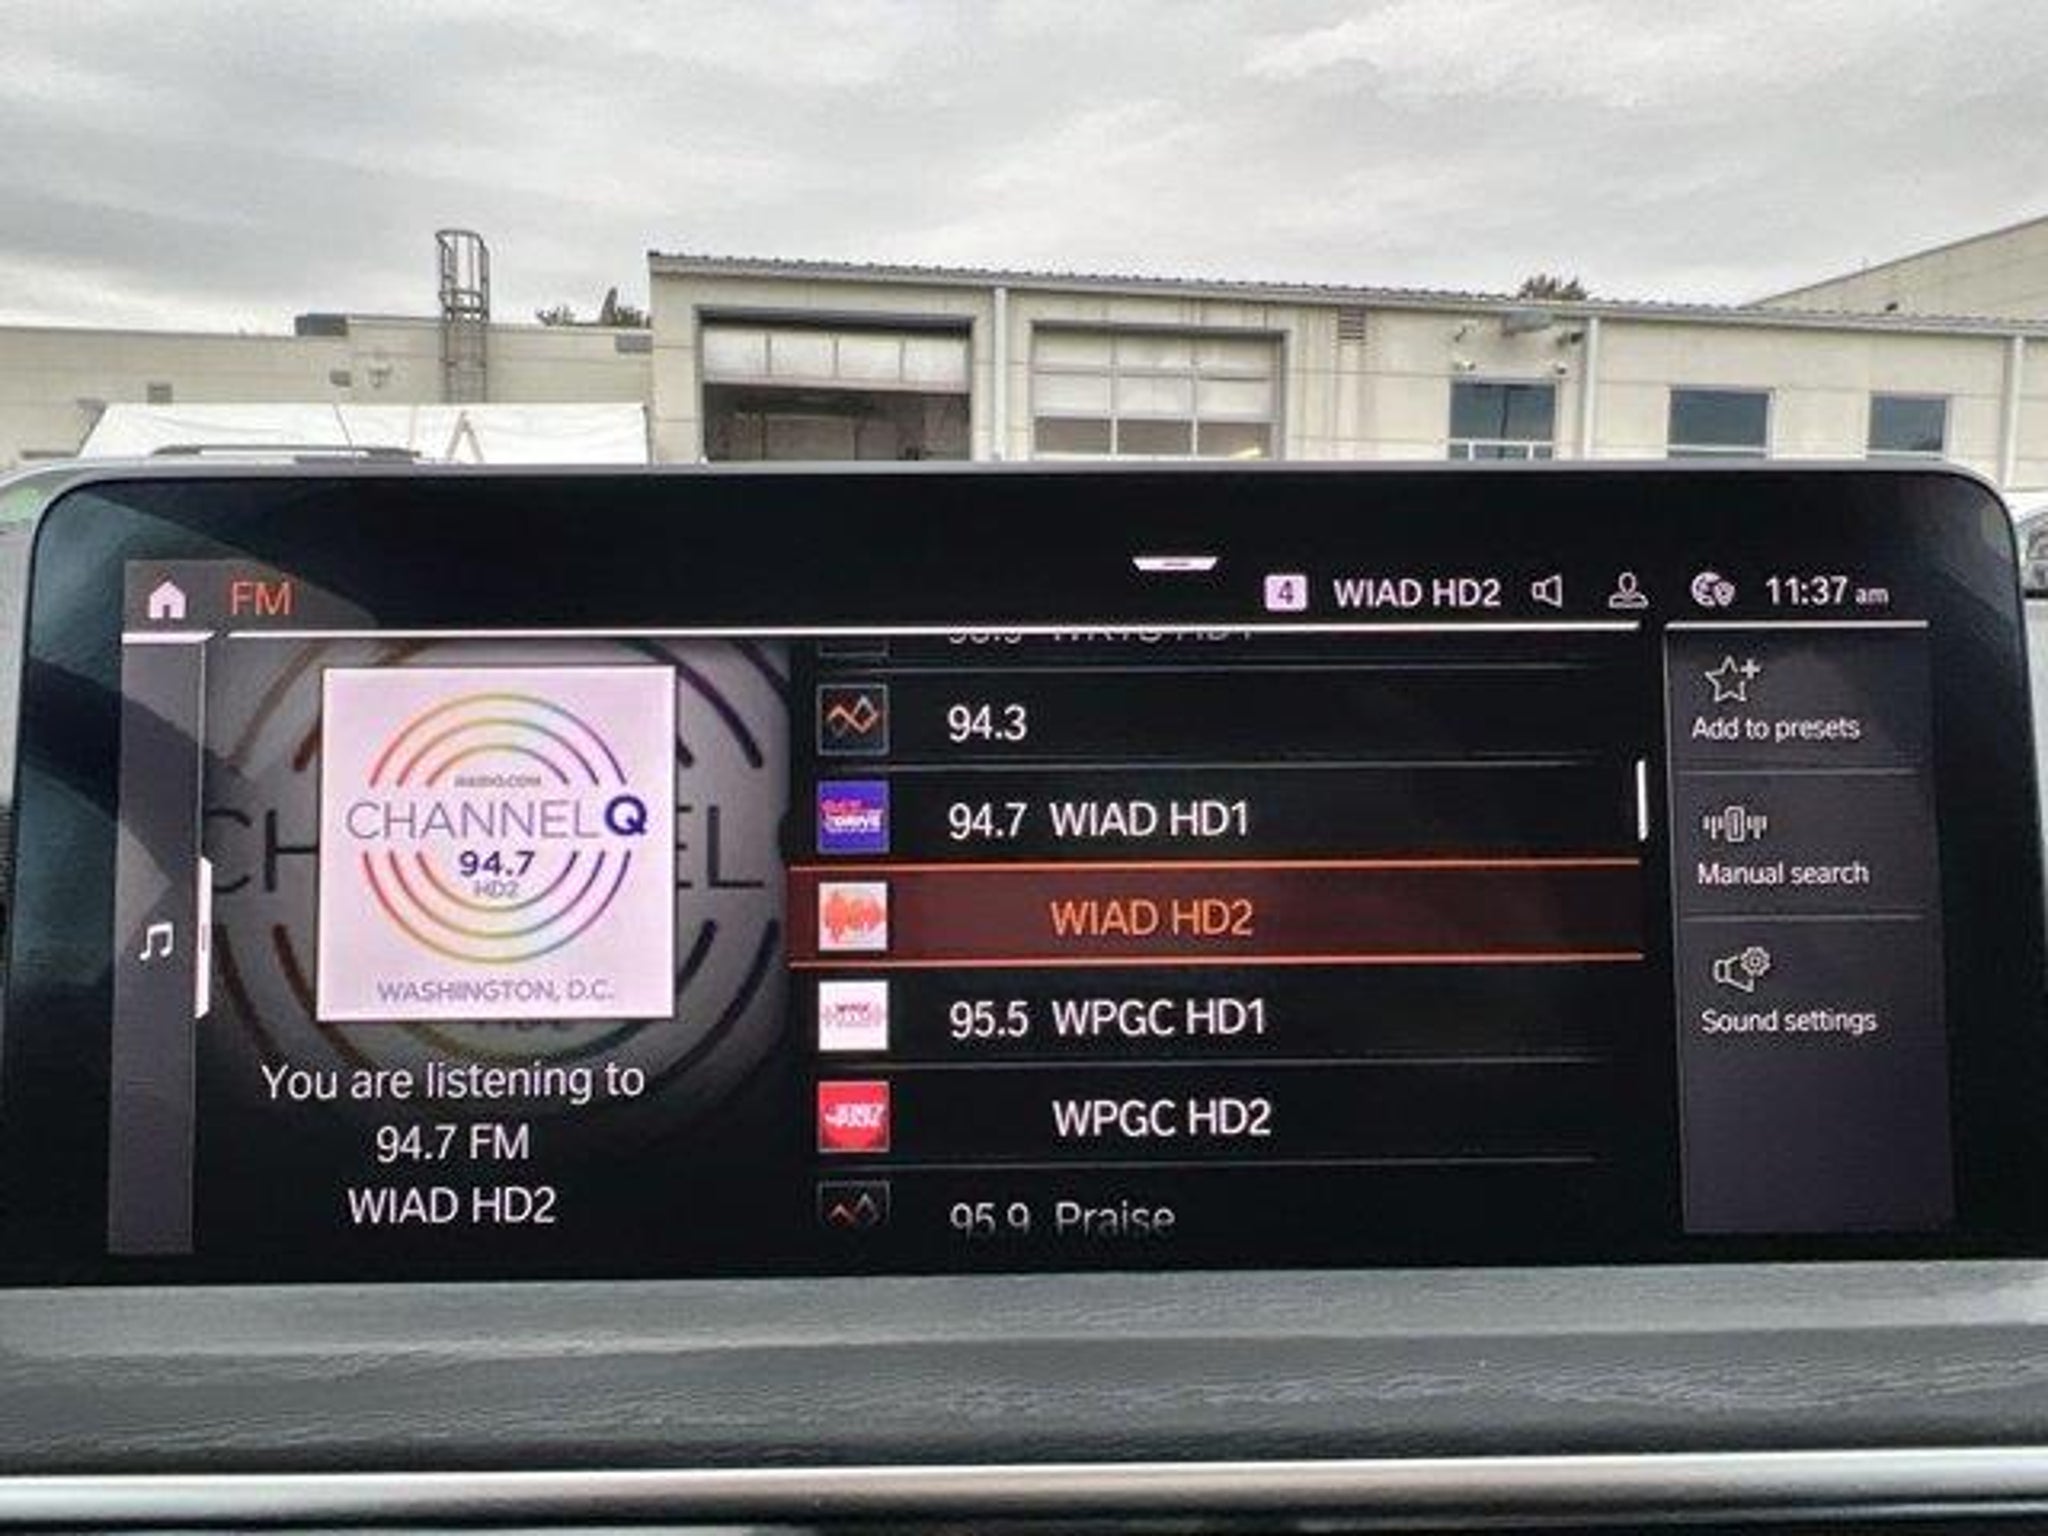 FM
4 WIAD HD2 11:37 am
RADIO.COM
CHANNEL Q
94.7
HD2
WASHINGTON, D.C.
You are listening to
94.7 FM
WIAD HD2
94.3
94.7 WIAD HD1
WIAD HD2
95.5 WPGC HD1
WPGC HD2
95.9 Praise
Add to presets
Manual search
Sound settings